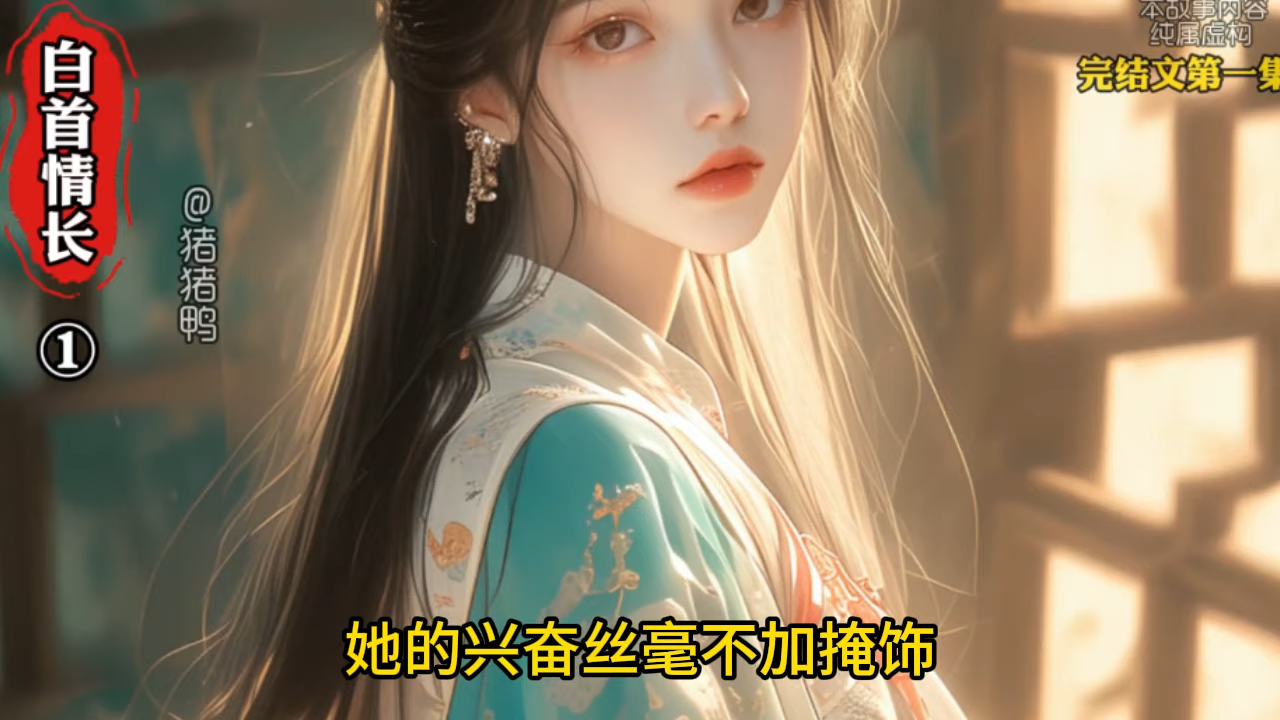 白首情长
①
@猪猪鸭
本故事内容
纯属虚构
完结文第一集
她的兴奋丝毫不加掩饰